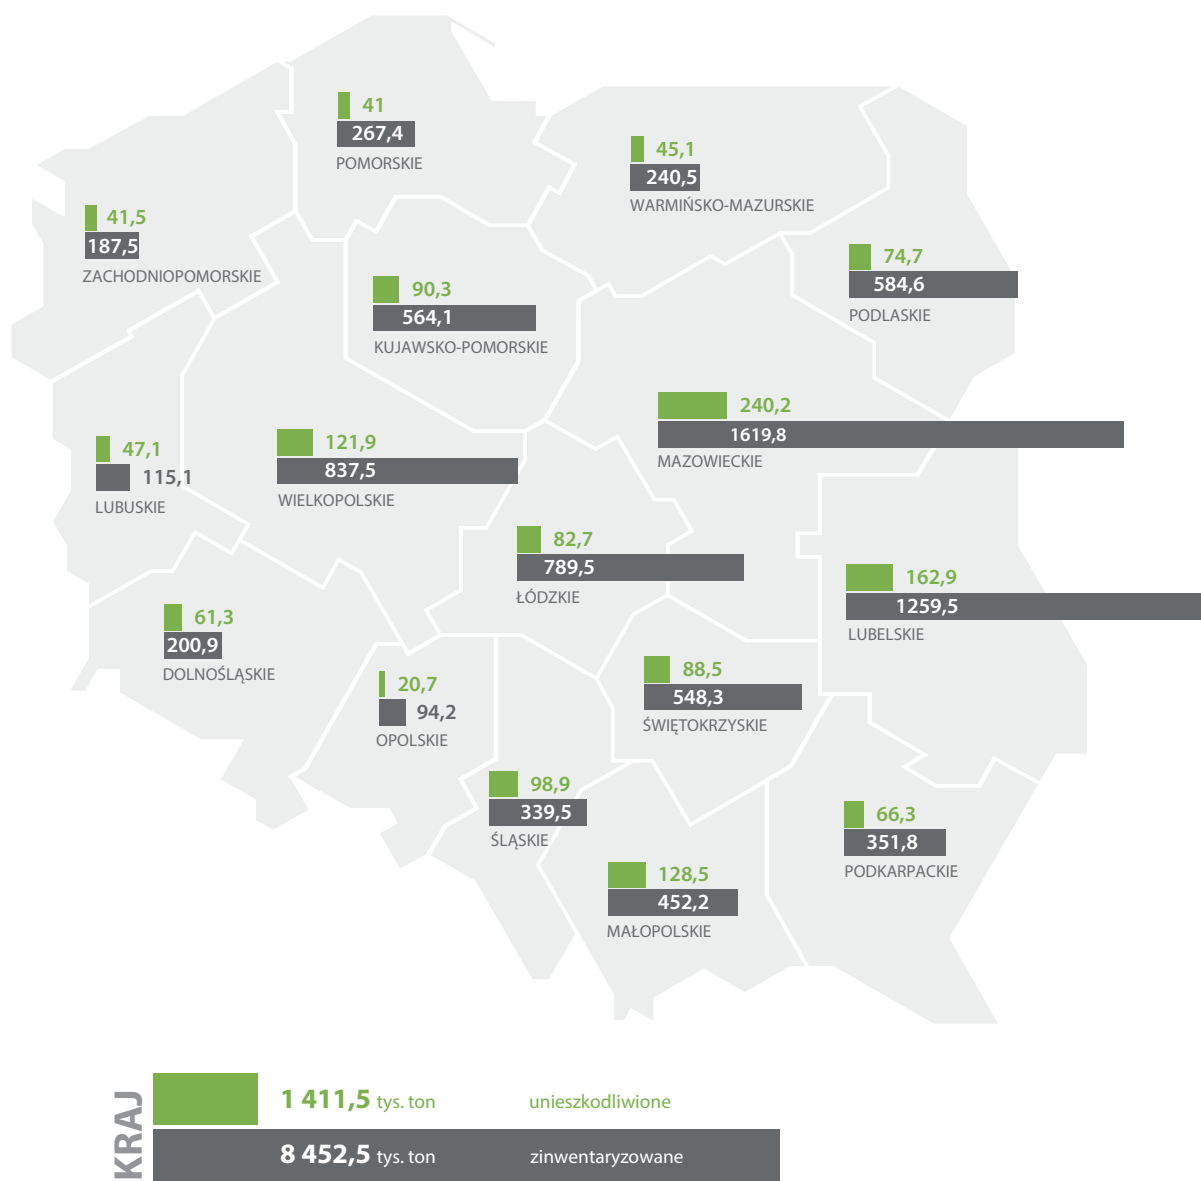 41
267,4
POMORSKIE
45,1
240,5
WARMIŃSKO-MAZURSKIE
41,5
187,5
ZACHODNIOPOMORSKIE
74,7
584,6
PODLASKIE
90,3
564,1
KUJAWSKO-POMORSKIE
240,2
1619,8
MAZOWIECKIE
47,1
115,1
LUBUSKIE
121,9
837,5
WIELKOPOLSKIE
82,7
789,5
ŁÓDZKIE
162,9
1259,5
LUBELSKIE
61,3
200,9
DOLNOŚLĄSKIE
20,7
94,2
OPOLSKIE
88,5
548,3
ŚWIĘTOKRZYSKIE
98,9
339,5
ŚLĄSKIE
66,3
351,8
PODKARPACKIE
128,5
452,2
MAŁOPOLSKIE
KRAJ
1 411,5 tys. ton unieszkodliwione
8 452,5 tys. ton zinwentaryzowane